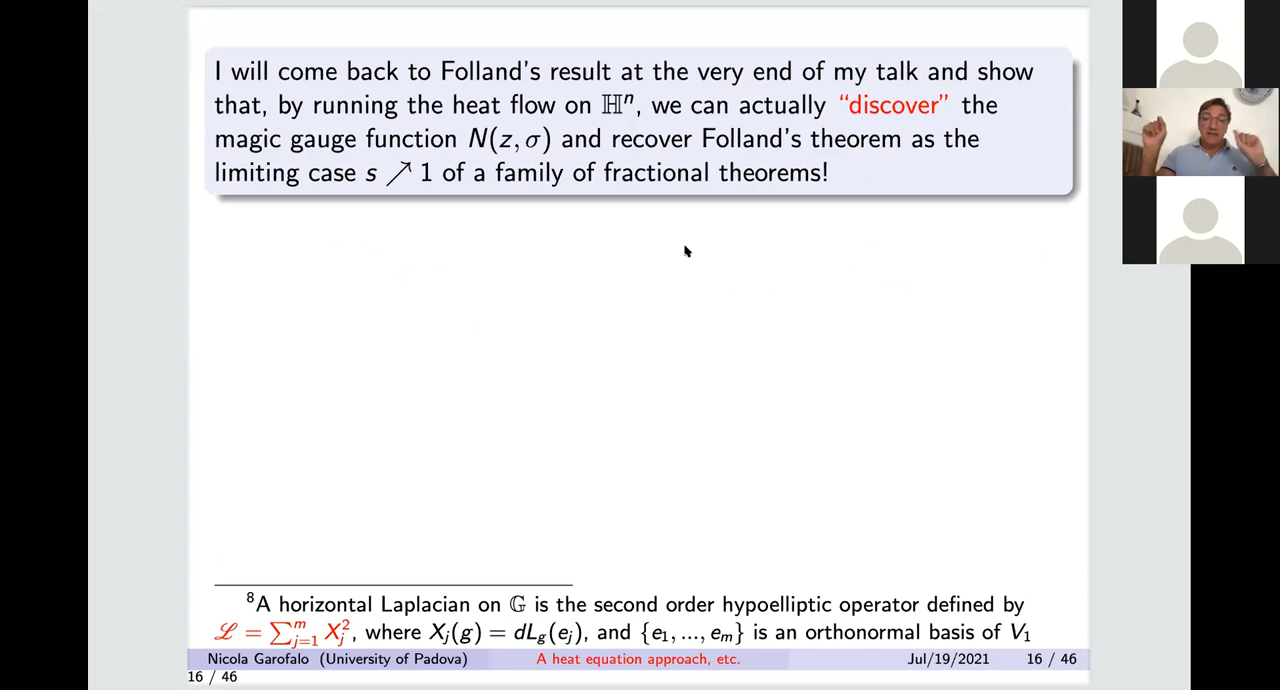 I will come back to Folland's result at the very end of my talk and show
that, by running the heat flow on ℍⁿ, we can actually “discover” the
magic gauge function N(z, σ) and recover Folland's theorem as the
limiting case s ↗ 1 of a family of fractional theorems!
⁸A horizontal Laplacian on 𝔾 is the second order hypoelliptic operator defined by
ℒ = ∑ᵐⱼ₌₁ Xⱼ², where Xⱼ(g) = dL_g(eⱼ), and {e₁, ..., eₘ} is an orthonormal basis of V₁
Nicola Garofalo (University of Padova) A heat equation approach, etc. Jul/19/2021 16 / 46
16 / 46